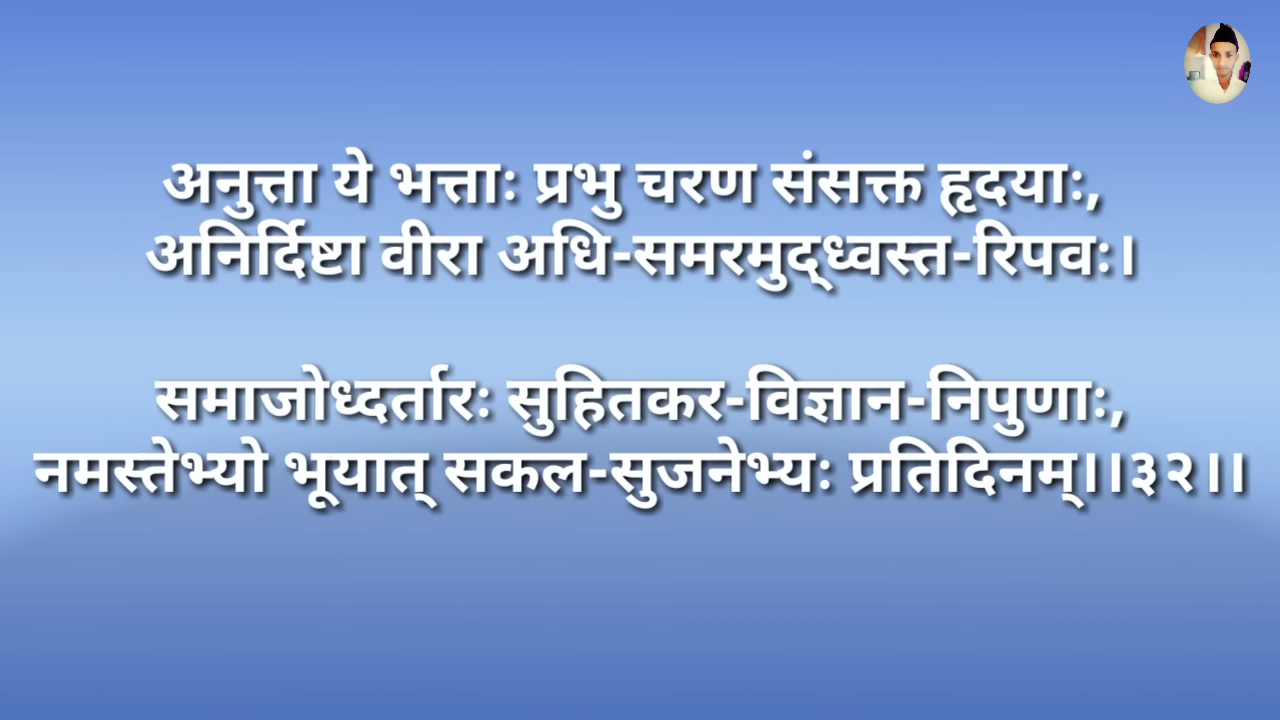 अनुत्ता ये भत्ताः प्रभु चरण संसक्त हृदयाः,
अनिर्दिष्टा वीरा अधि-समरमुद्ध्वस्त-रिपवः।
समाजोध्दर्तारः सुहितकर-विज्ञान-निपुणाः,
नमस्तेभ्यो भूयात् सकल-सुजनेभ्यः प्रतिदिनम्।।३२।।